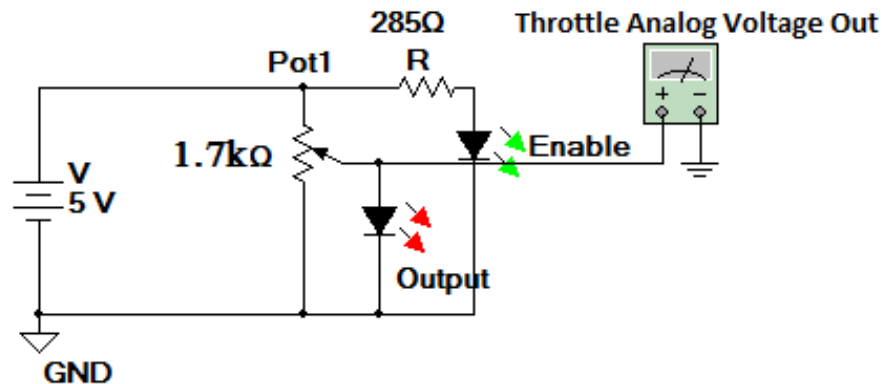 285Ω
Throttle Analog Voltage Out
Pot1
R
+ −
1.7kΩ
Enable
V
5 V
Output
GND